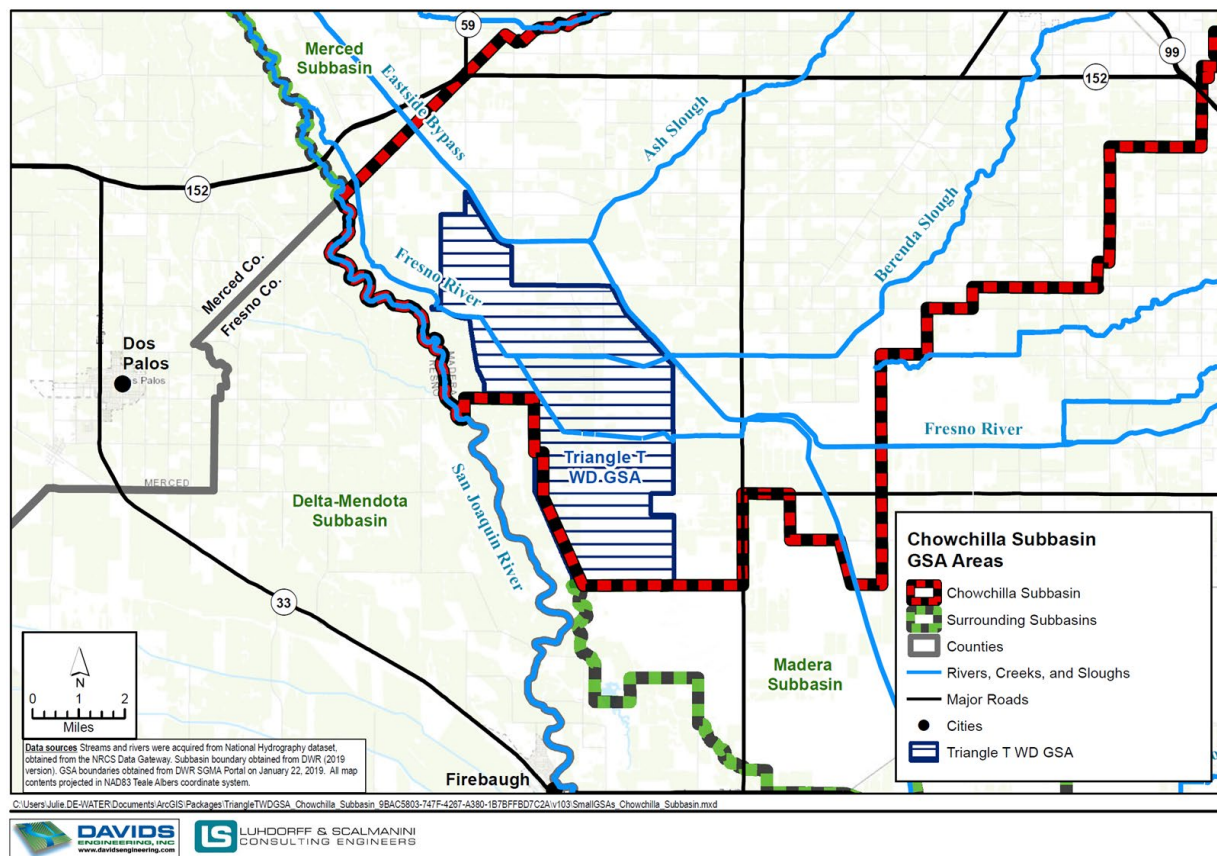 59
Merced
Subbasin
99
152
Eastside Bypass
Ash Slough
152
Berenda Slough
Merced Co.
Fresno Co.
Fresno River
Dos
Palos
MADERA
Fresno River
Triangle T
WD GSA
MERCED
San Joaquin River
Delta-Mendota
Subbasin
33
Madera
Subbasin
Firebaugh
Chowchilla Subbasin
GSA Areas
Chowchilla Subbasin
Surrounding Subbasins
Counties
Rivers, Creeks, and Sloughs
Major Roads
Cities
Triangle T WD GSA
N
0 1 2
Miles
Data sources Streams and rivers were acquired from National Hydrography dataset,
obtained from the NRCS Data Gateway. Subbasin boundary obtained from DWR (2019
version). GSA boundaries obtained from DWR SGMA Portal on January 22, 2019. All map
contents projected in NAD83 Teale Albers coordinate system.
C:\Users\Julie.DE-WATER\Documents\ArcGIS\Packages\TriangleTWDGSA_Chowchilla_Subbasin_9BAC5803-747F-4267-A380-1B7BFFBD7C2A\v103\SmallGSAs_Chowchilla_Subbasin.mxd
DAVIDS
ENGINEERING, INC
www.davidsengineering.com
LS
LUHDORFF & SCALMANINI
CONSULTING ENGINEERS